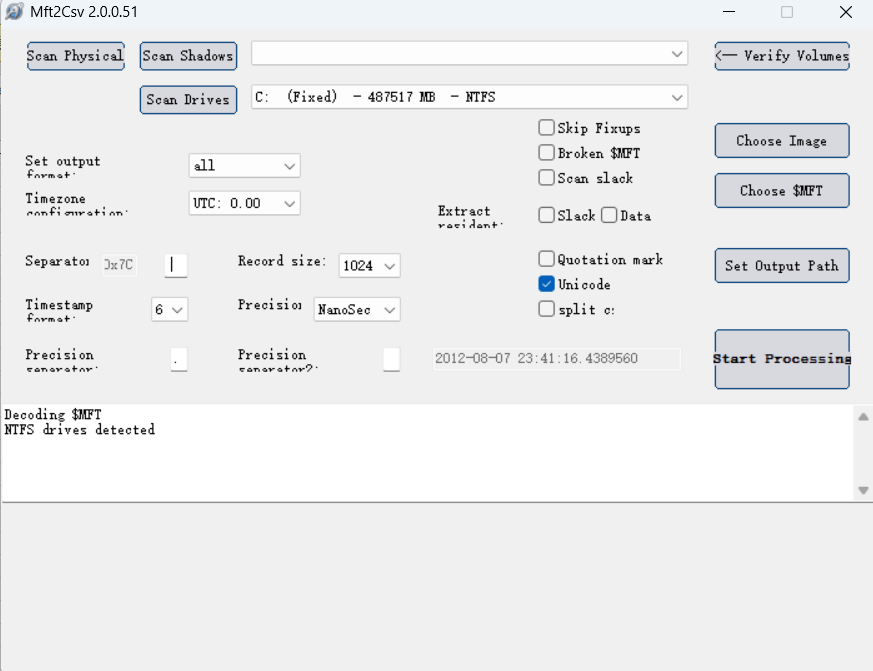 Mft2Csv 2.0.0.51
Scan Physical
Scan Shadows
<—— Verify Volumes
Scan Drives
C: (Fixed) - 487517 MB - NTFS
Skip Fixups
Choose Image
Broken $MFT
Set output
format:
all
Scan slack
Choose $MFT
Timezone
configuration:
UTC: 0.00
Extract
resident:
Slack
Data
Separator
0x7C
|
Record size:
1024
Quotation mark
Set Output Path
Unicode
Timestamp
format:
6
Precision
NanoSec
split c:
Precision
separator:
.
Precision
separator2:
2012-08-07 23:41:16.4389560
Start Processing
Decoding $MFT
NTFS drives detected